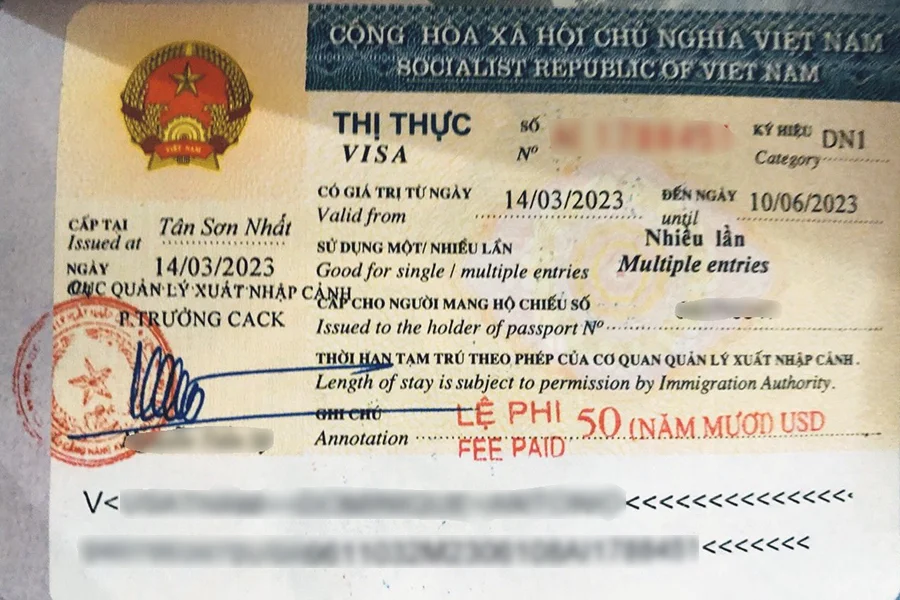 CỘNG HÒA XÃ HỘI CHỦ NGHĨA VIỆT NAM
SOCIALIST REPUBLIC OF VIET NAM
VIỆT NAM
THỊ THỰC
VISA
SỐ
Nº
KÝ HIỆU DN1
Category
CÓ GIÁ TRỊ TỪ NGÀY 14/03/2023 ĐẾN NGÀY 10/06/2023
Valid from until
CẤP TẠI Tân Sơn Nhất
Issued at
NGÀY 14/03/2023
CỤC QUẢN LÝ XUẤT NHẬP CẢNH
P.TRƯỞNG CACK
SỬ DỤNG MỘT/ NHIỀU LẦN Nhiều lần
Good for single / multiple entries Multiple entries
CẤP CHO NGƯỜI MANG HỘ CHIẾU SỐ
Issued to the holder of passport Nº
THỜI HẠN TẠM TRÚ THEO PHÉP CỦA CƠ QUAN QUẢN LÝ XUẤT NHẬP CẢNH.
Length of stay is subject to permission by Immigration Authority.
GHI CHÚ LỆ PHÍ 50 (NĂM MƯƠI) USD
Annotation FEE PAID
V< <<<<<<<<<<<<<<<
<<<<<<<